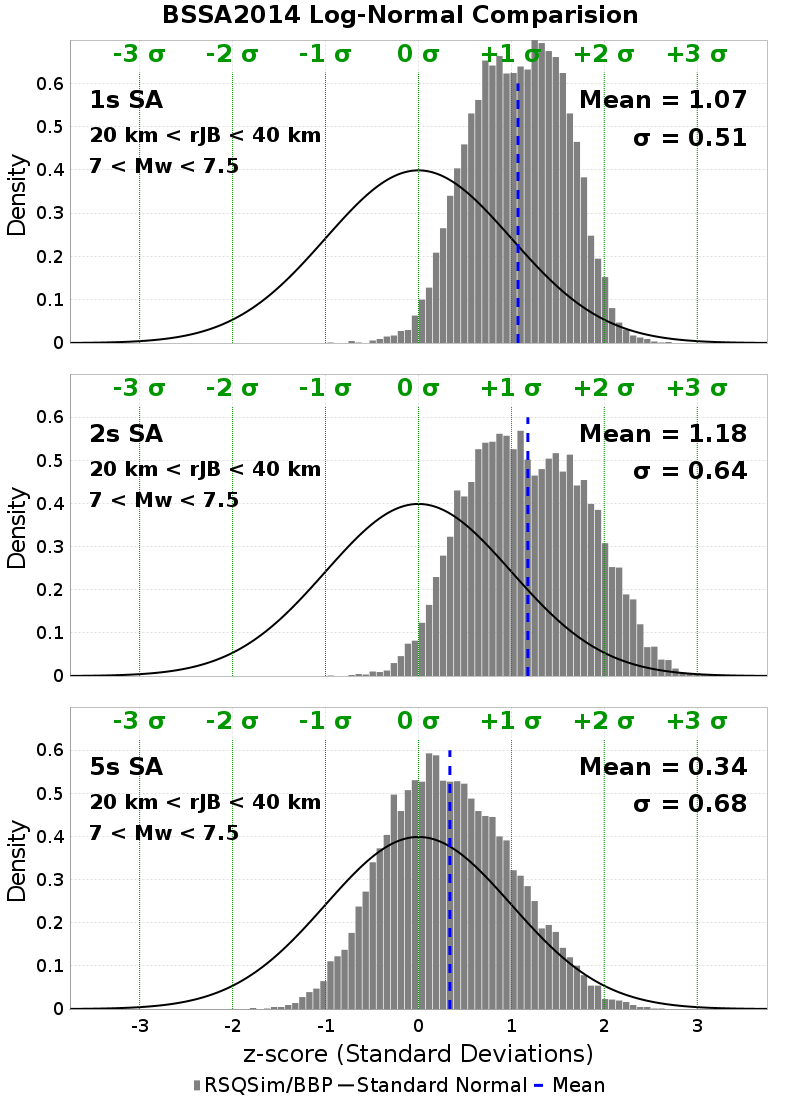 BSSA2014 Log-Normal Comparision
-3 σ -2 σ -1 σ 0 σ +1 σ +2 σ +3 σ
1s SA
20 km < rJB < 40 km
7 < Mw < 7.5
Mean = 1.07
σ = 0.51
Density
0.6
0.5
0.4
0.3
0.2
0.1
0
-3 σ -2 σ -1 σ 0 σ +1 σ +2 σ +3 σ
2s SA
20 km < rJB < 40 km
7 < Mw < 7.5
Mean = 1.18
σ = 0.64
Density
0.6
0.5
0.4
0.3
0.2
0.1
0
-3 σ -2 σ -1 σ 0 σ +1 σ +2 σ +3 σ
5s SA
20 km < rJB < 40 km
7 < Mw < 7.5
Mean = 0.34
σ = 0.68
Density
0.6
0.5
0.4
0.3
0.2
0.1
0
-3 -2 -1 0 1 2 3
z-score (Standard Deviations)
RSQSim/BBP Standard Normal Mean